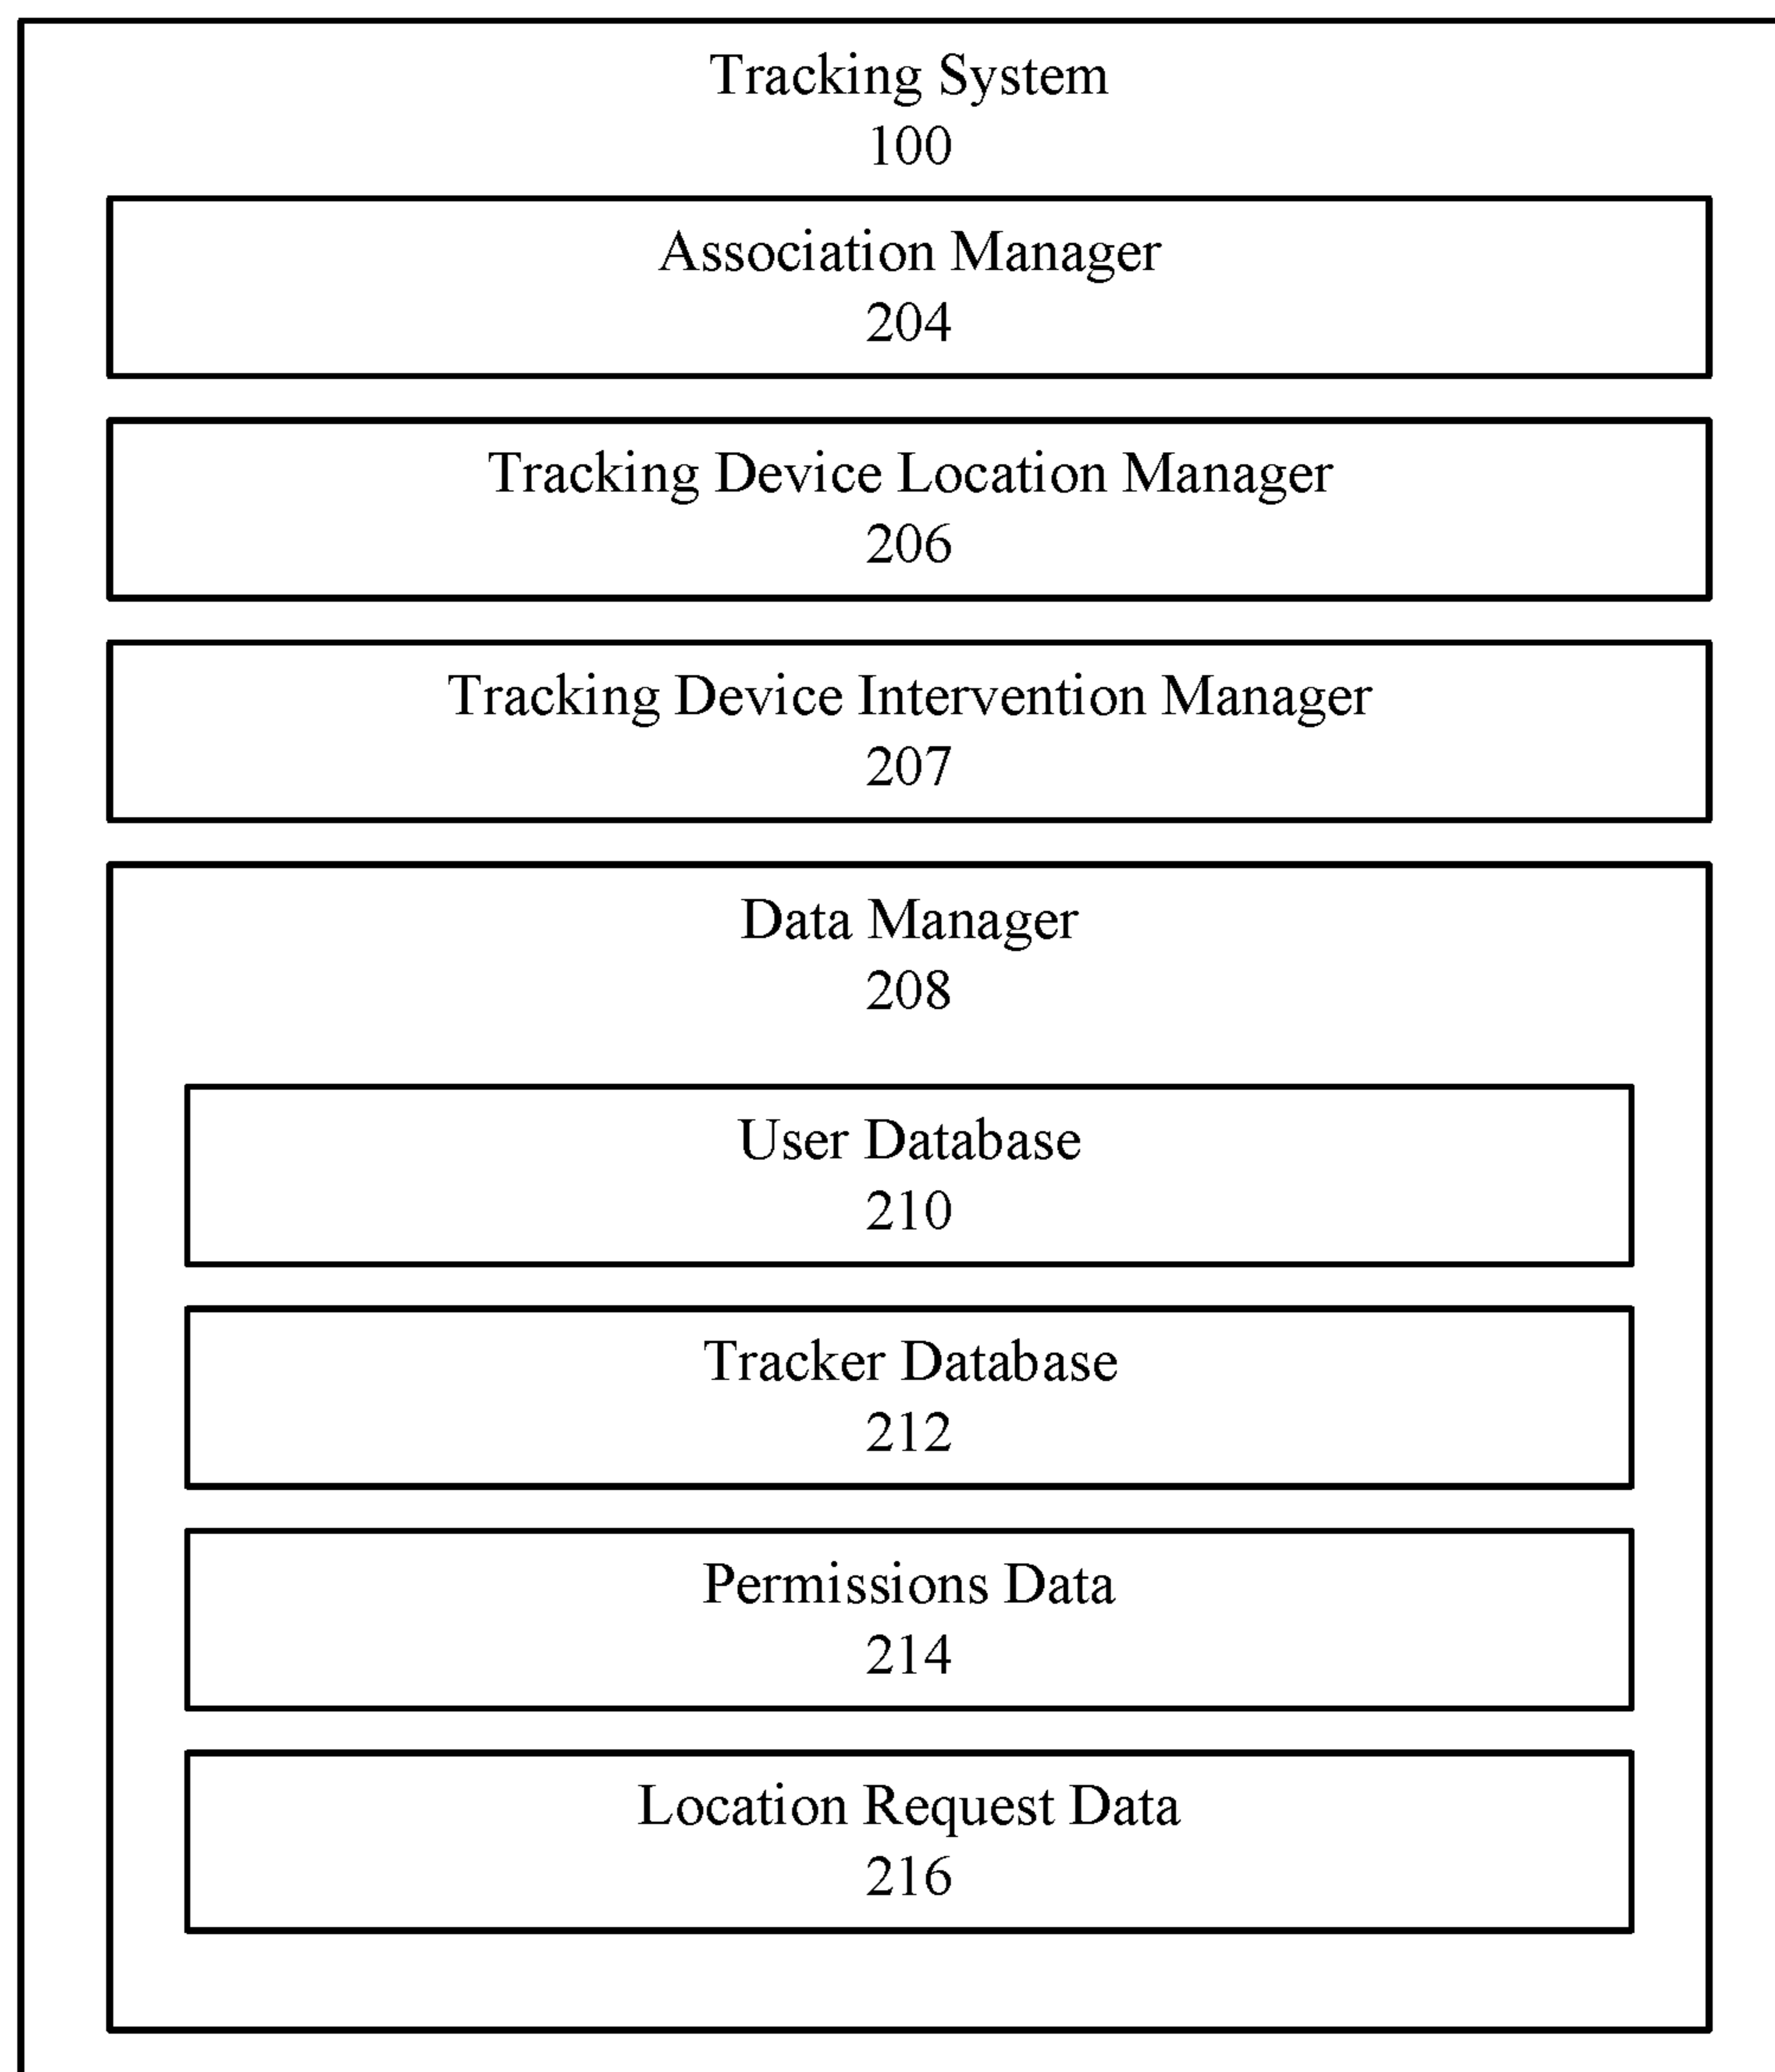 Tracking System
100
Association Manager
204
Tracking Device Location Manager
206
Tracking Device Intervention Manager
207
Data Manager
208
User Database
210
Tracker Database
212
Permissions Data
214
Location Request Data
216